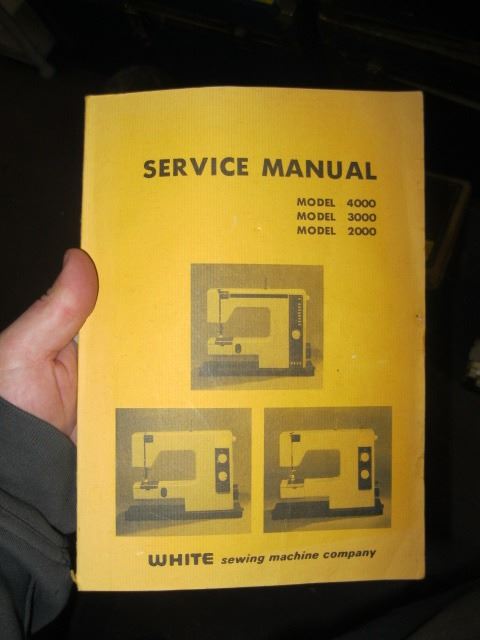 SERVICE MANUAL
MODEL 4000
MODEL 3000
MODEL 2000
WHITE sewing machine company